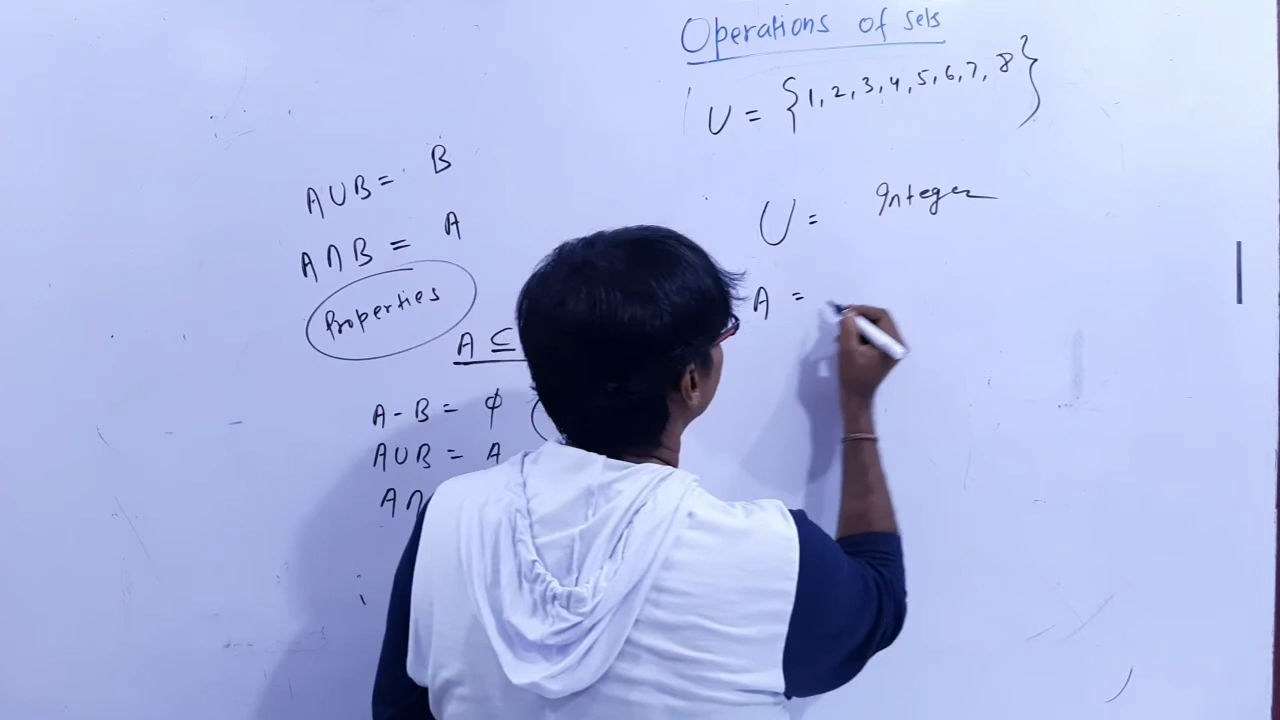 Operations of sets
U = {1, 2, 3, 4, 5, 6, 7, 8}
A ∪ B = B
A ∩ B = A
Properties
A ⊆
A - B = φ
A ∪ B = A
A ∩
U = Integer
A =